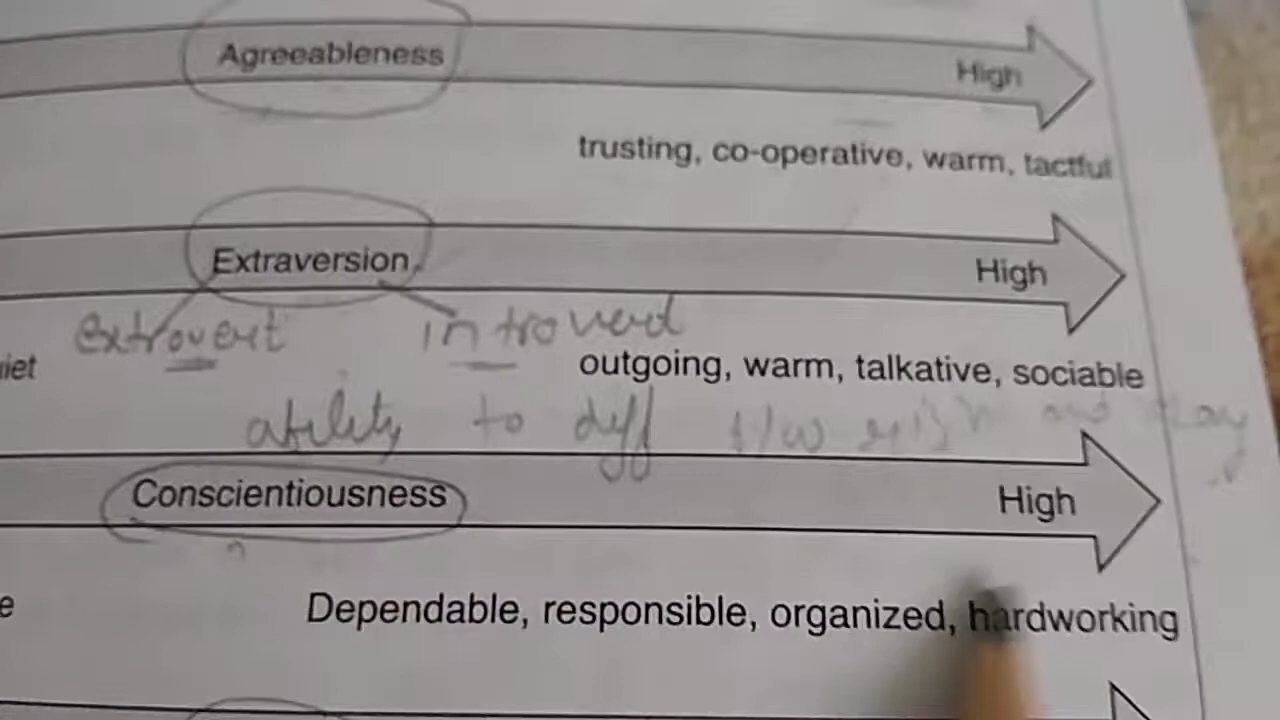 Agreeableness High
trusting, co-operative, warm, tactful
Extraversion High
extrovert introverd
iet outgoing, warm, talkative, sociable
ability to diff
Conscientiousness High
e Dependable, responsible, organized, hardworking